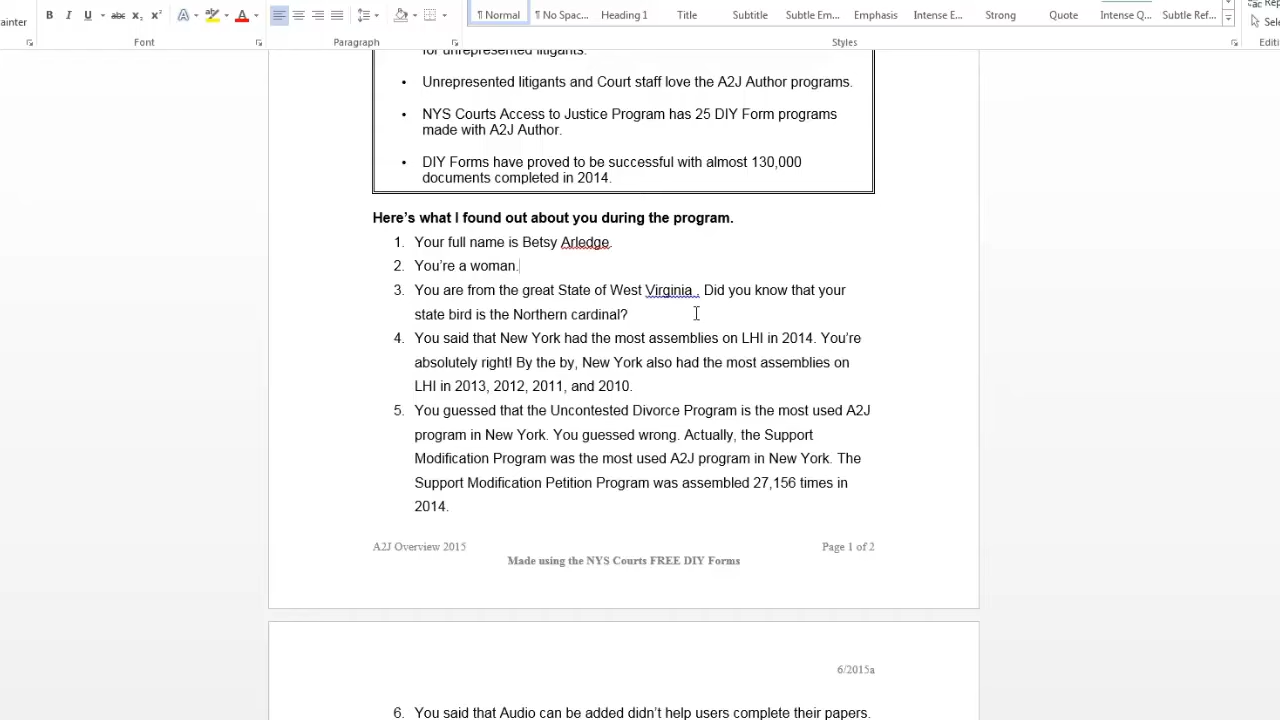 ainter
B I U abc x₂ x² A ab A
¶ Normal ¶ No Spac... Heading 1 Title Subtitle Subtle Em... Emphasis Intense E... Strong Quote Intense Q... Subtle Ref...
Font Paragraph Styles Editi
for unrepresented litigants.
• Unrepresented litigants and Court staff love the A2J Author programs.
• NYS Courts Access to Justice Program has 25 DIY Form programs
made with A2J Author.
• DIY Forms have proved to be successful with almost 130,000
documents completed in 2014.
Here's what I found out about you during the program.
1. Your full name is Betsy Arledge.
2. You're a woman.
3. You are from the great State of West Virginia . Did you know that your
state bird is the Northern cardinal?
4. You said that New York had the most assemblies on LHI in 2014. You're
absolutely right! By the by, New York also had the most assemblies on
LHI in 2013, 2012, 2011, and 2010.
5. You guessed that the Uncontested Divorce Program is the most used A2J
program in New York. You guessed wrong. Actually, the Support
Modification Program was the most used A2J program in New York. The
Support Modification Petition Program was assembled 27,156 times in
2014.
A2J Overview 2015 Page 1 of 2
Made using the NYS Courts FREE DIY Forms
6/2015a
6. You said that Audio can be added didn't help users complete their papers.